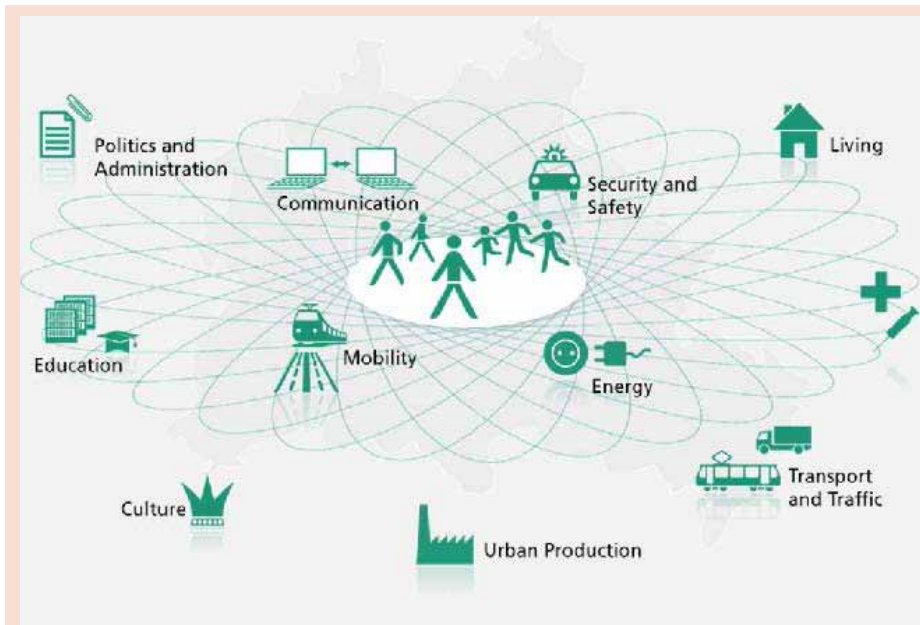 Politics and
Administration
Communication
Security and
Safety
Living
Education
Mobility
Energy
Culture
Urban Production
Transport
and Traffic